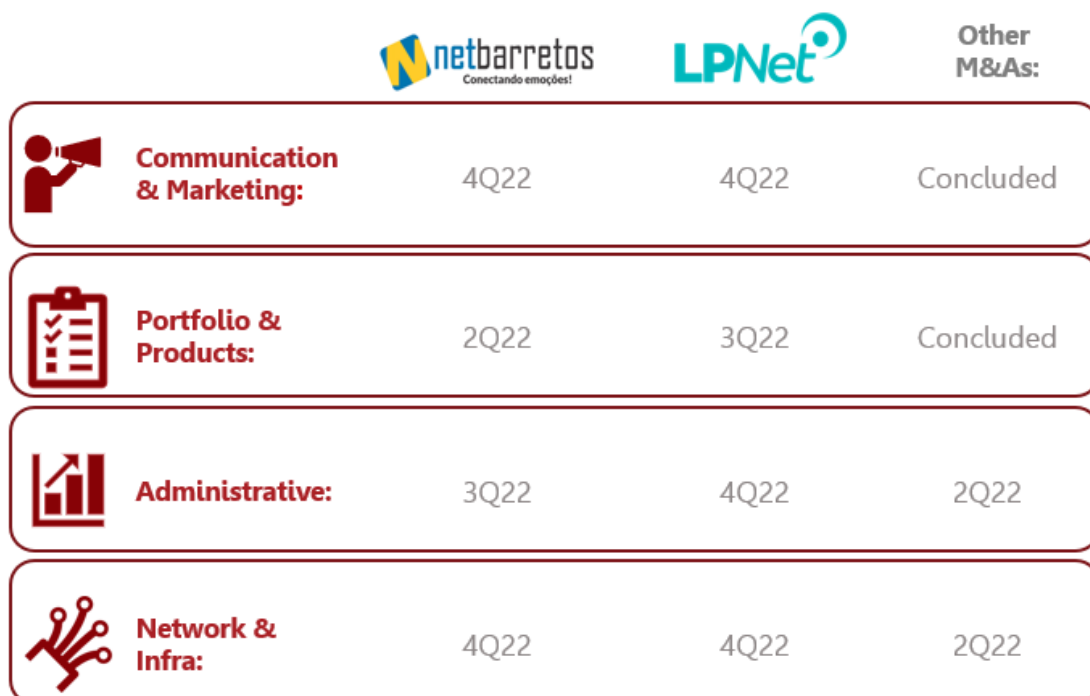 netbarretos
Conectando emoções!
LPNet
Other
M&As:
Communication
& Marketing:
4Q22
4Q22
Concluded
Portfolio &
Products:
2Q22
3Q22
Concluded
Administrative:
3Q22
4Q22
2Q22
Network &
Infra:
4Q22
4Q22
2Q22